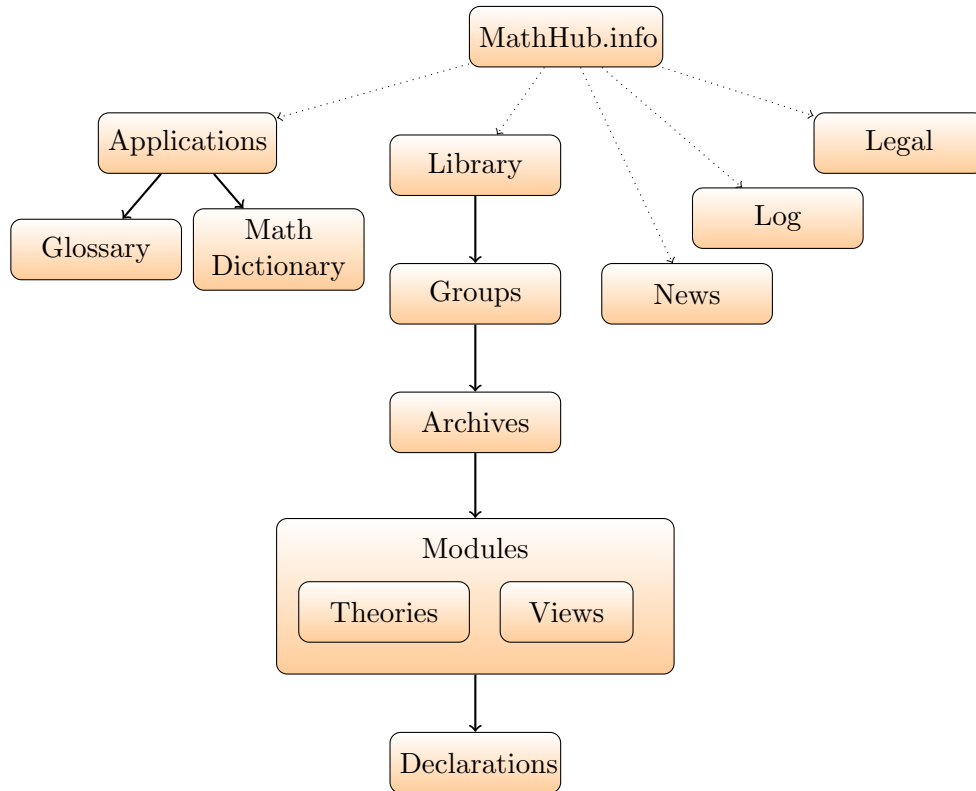 MathHub.info
Applications
Library
Legal
Log
Glossary
Math
Dictionary
Groups
News
Archives
Modules
Theories
Views
Declarations